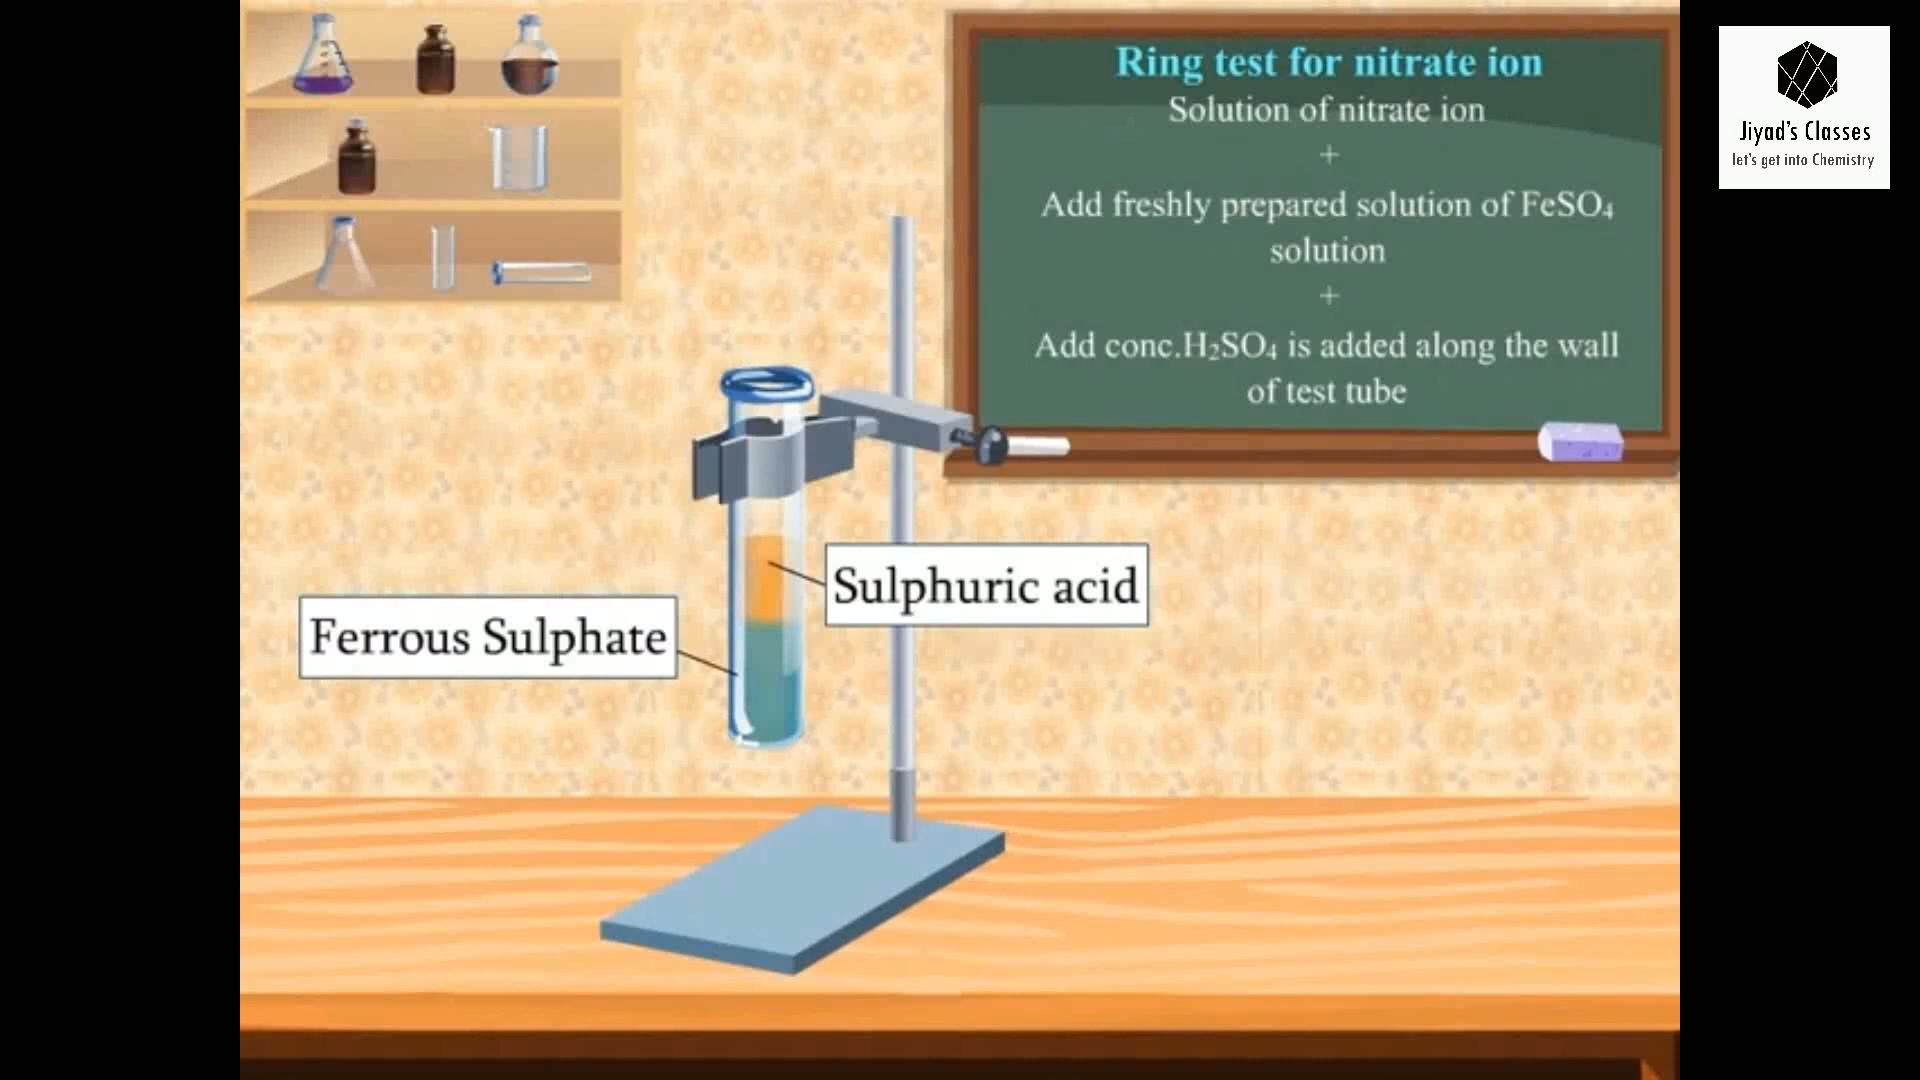 Ring test for nitrate ion
Solution of nitrate ion
+
Add freshly prepared solution of FeSO₄
solution
+
Add conc.H₂SO₄ is added along the wall
of test tube
Jiyad's Classes
let's get into Chemistry
Sulphuric acid
Ferrous Sulphate